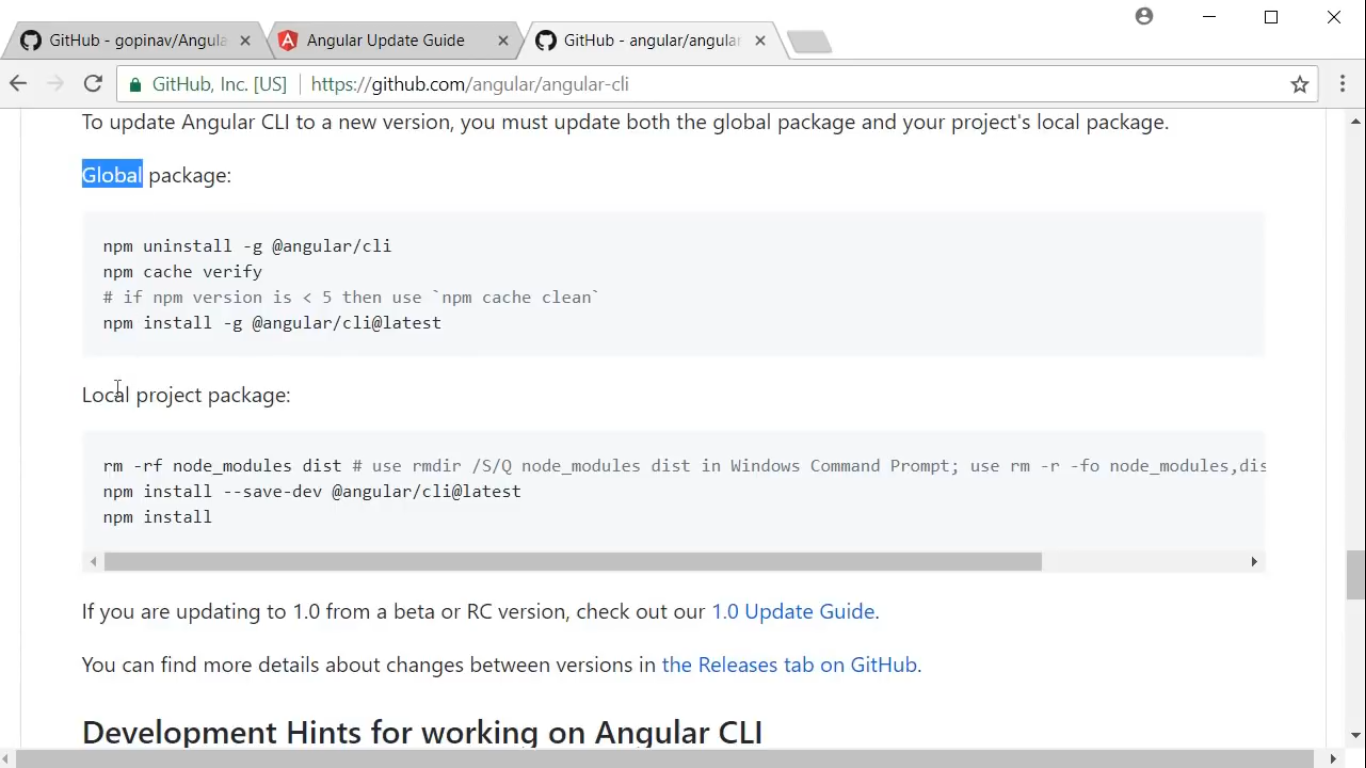 GitHub - gopinav/Angula
Angular Update Guide
GitHub - angular/angular
GitHub, Inc. [US]
https://github.com/angular/angular-cli
To update Angular CLI to a new version, you must update both the global package and your project's local package.
Global package:
npm uninstall -g @angular/cli
npm cache verify
# if npm version is < 5 then use `npm cache clean`
npm install -g @angular/cli@latest
Local project package:
rm -rf node_modules dist # use rmdir /S/Q node_modules dist in Windows Command Prompt; use rm -r -fo node_modules,dis
npm install --save-dev @angular/cli@latest
npm install
If you are updating to 1.0 from a beta or RC version, check out our 1.0 Update Guide.
You can find more details about changes between versions in the Releases tab on GitHub.
Development Hints for working on Angular CLI